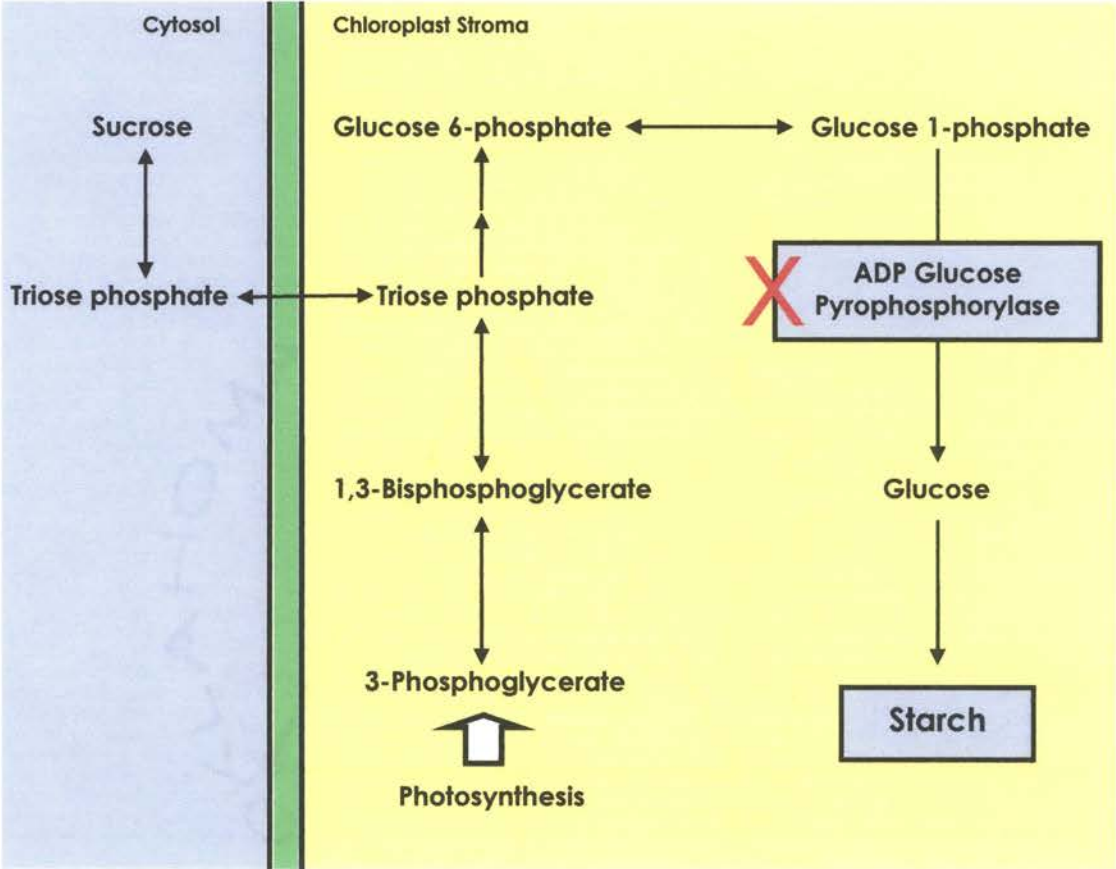 Cytosol
Chloroplast Stroma
Sucrose
Glucose 6-phosphate
Glucose 1-phosphate
Triose phosphate
Triose phosphate
ADP Glucose
Pyrophosphorylase
1,3-Bisphosphoglycerate
Glucose
3-Phosphoglycerate
Starch
Photosynthesis